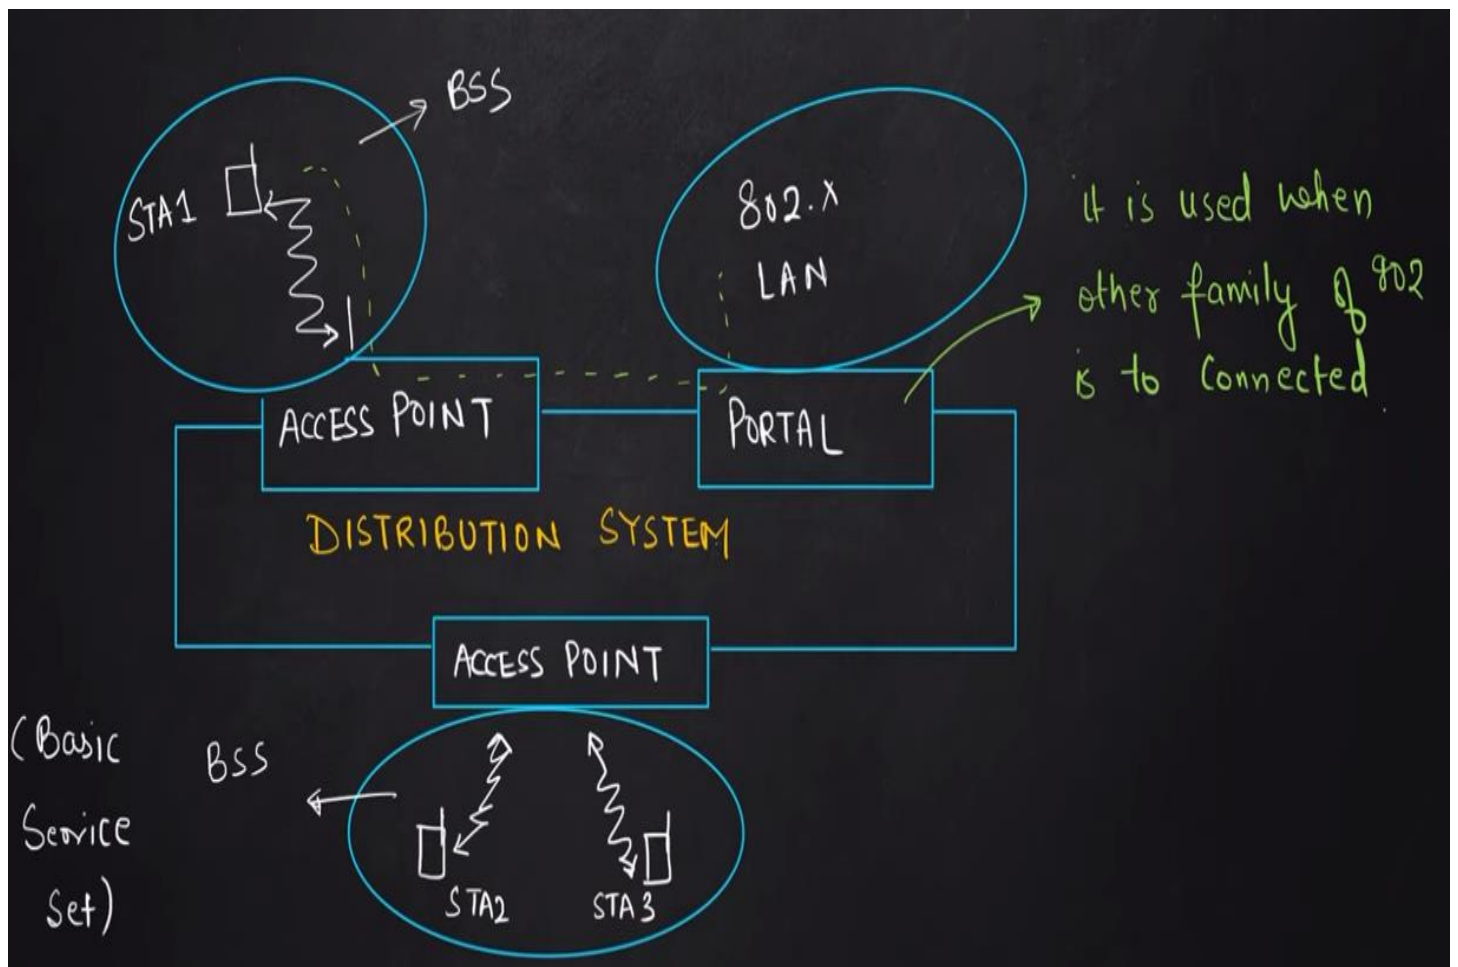 BSS
STA1
802.x
LAN
it is used when
other family of 802
is to Connected
ACCESS POINT
PORTAL
DISTRIBUTION SYSTEM
ACCESS POINT
(Basic
Service
Set)
BSS
STA2
STA3